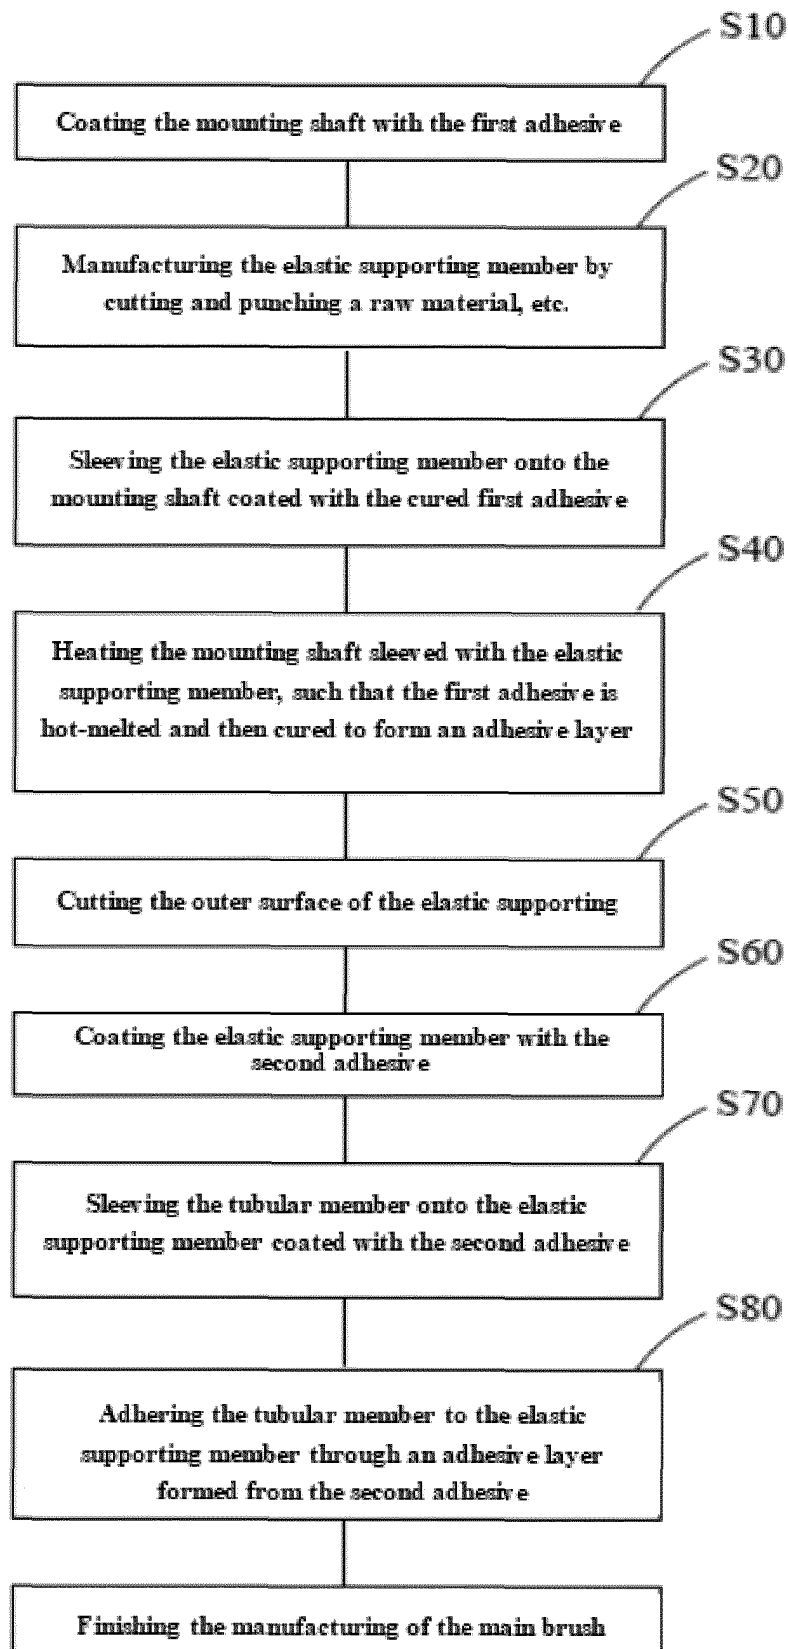 S10
Coating the mounting shaft with the first adhesive
S20
Manufacturing the elastic supporting member by
cutting and punching a raw material, etc.
S30
Sleeving the elastic supporting member onto the
mounting shaft coated with the cured first adhesive
S40
Heating the mounting shaft sleeved with the elastic
supporting member, such that the first adhesive is
hot-melted and then cured to form an adhesive layer
S50
Cutting the outer surface of the elastic supporting
S60
Coating the elastic supporting member with the
second adhesive
S70
Sleeving the tubular member onto the elastic
supporting member coated with the second adhesive
S80
Adhering the tubular member to the elastic
supporting member through an adhesive layer
formed from the second adhesive
Finishing the manufacturing of the main brush